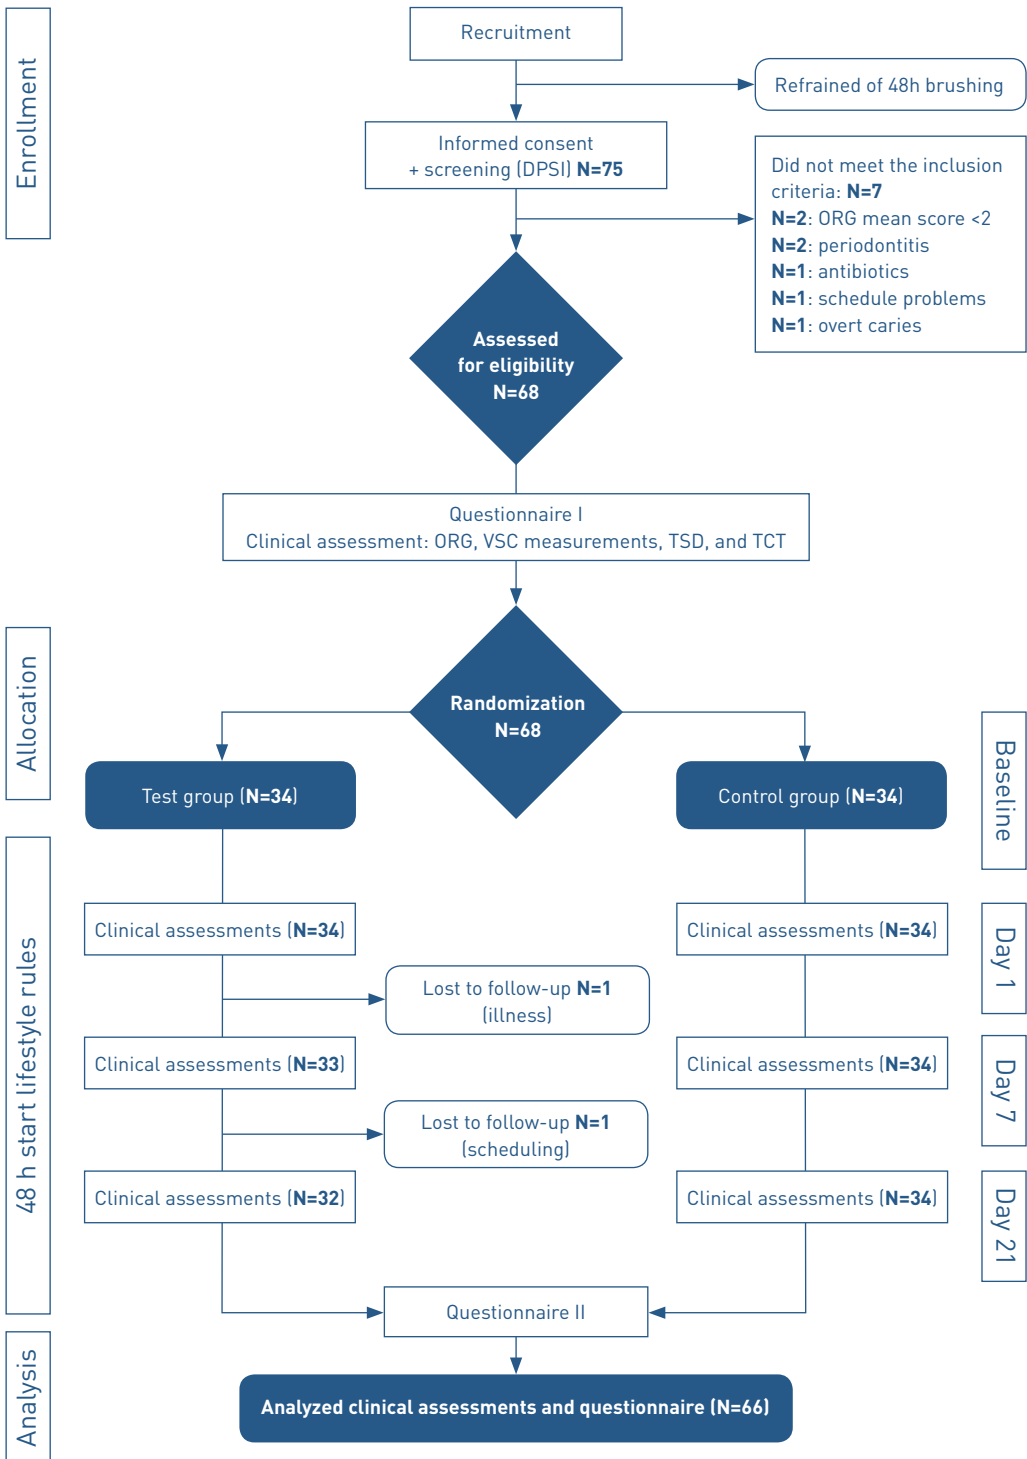 Enrollment
Recruitment
Refrained of 48h brushing
Informed consent
+ screening (DPSI) N=75
Did not meet the inclusion
criteria: N=7
N=2: ORG mean score <2
N=2: periodontitis
N=1: antibiotics
N=1: schedule problems
N=1: overt caries
Assessed
for eligibility
N=68
Questionnaire I
Clinical assessment: ORG, VSC measurements, TSD, and TCT
Allocation
Randomization
N=68
Baseline
Test group (N=34)
Control group (N=34)
48 h start lifestyle rules
Clinical assessments (N=34)
Clinical assessments (N=34)
Day 1
Lost to follow-up N=1
(illness)
Clinical assessments (N=33)
Clinical assessments (N=34)
Day 7
Lost to follow-up N=1
(scheduling)
Clinical assessments (N=32)
Clinical assessments (N=34)
Day 21
Questionnaire II
Analysis
Analyzed clinical assessments and questionnaire (N=66)